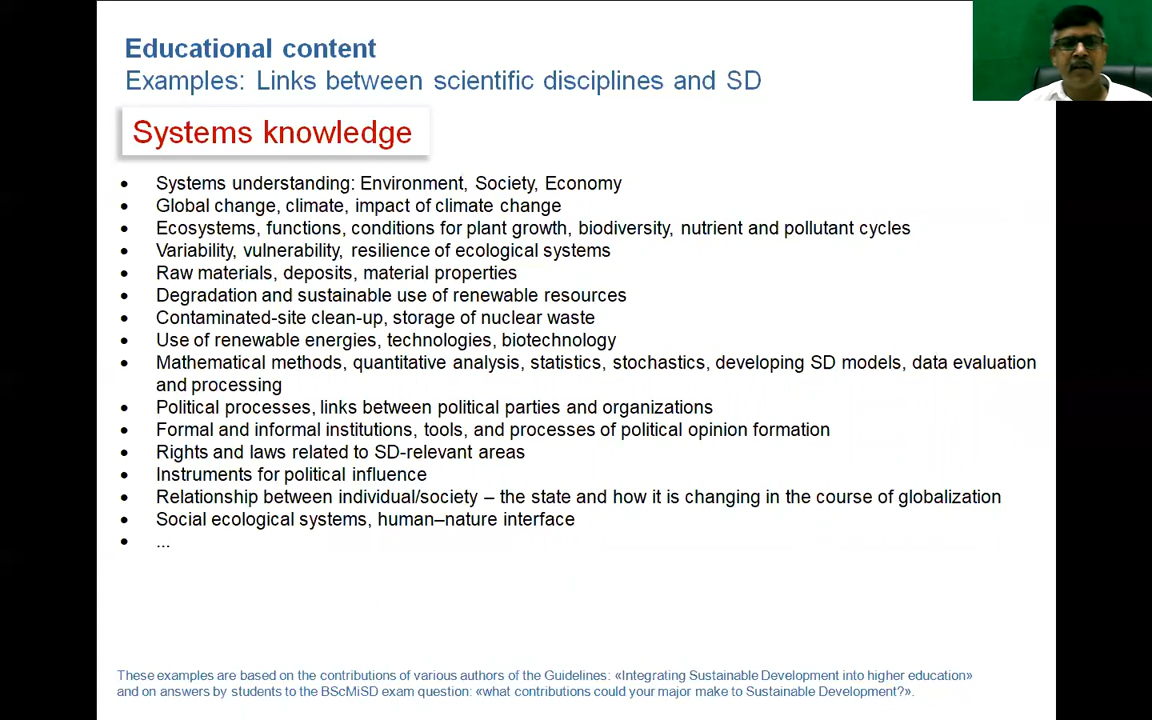 Educational content
Examples: Links between scientific disciplines and SD
Systems knowledge
• Systems understanding: Environment, Society, Economy
• Global change, climate, impact of climate change
• Ecosystems, functions, conditions for plant growth, biodiversity, nutrient and pollutant cycles
• Variability, vulnerability, resilience of ecological systems
• Raw materials, deposits, material properties
• Degradation and sustainable use of renewable resources
• Contaminated-site clean-up, storage of nuclear waste
• Use of renewable energies, technologies, biotechnology
• Mathematical methods, quantitative analysis, statistics, stochastics, developing SD models, data evaluation
and processing
• Political processes, links between political parties and organizations
• Formal and informal institutions, tools, and processes of political opinion formation
• Rights and laws related to SD-relevant areas
• Instruments for political influence
• Relationship between individual/society – the state and how it is changing in the course of globalization
• Social ecological systems, human–nature interface
• ...
These examples are based on the contributions of various authors of the Guidelines: «Integrating Sustainable Development into higher education»
and on answers by students to the BScMiSD exam question: «what contributions could your major make to Sustainable Development?».